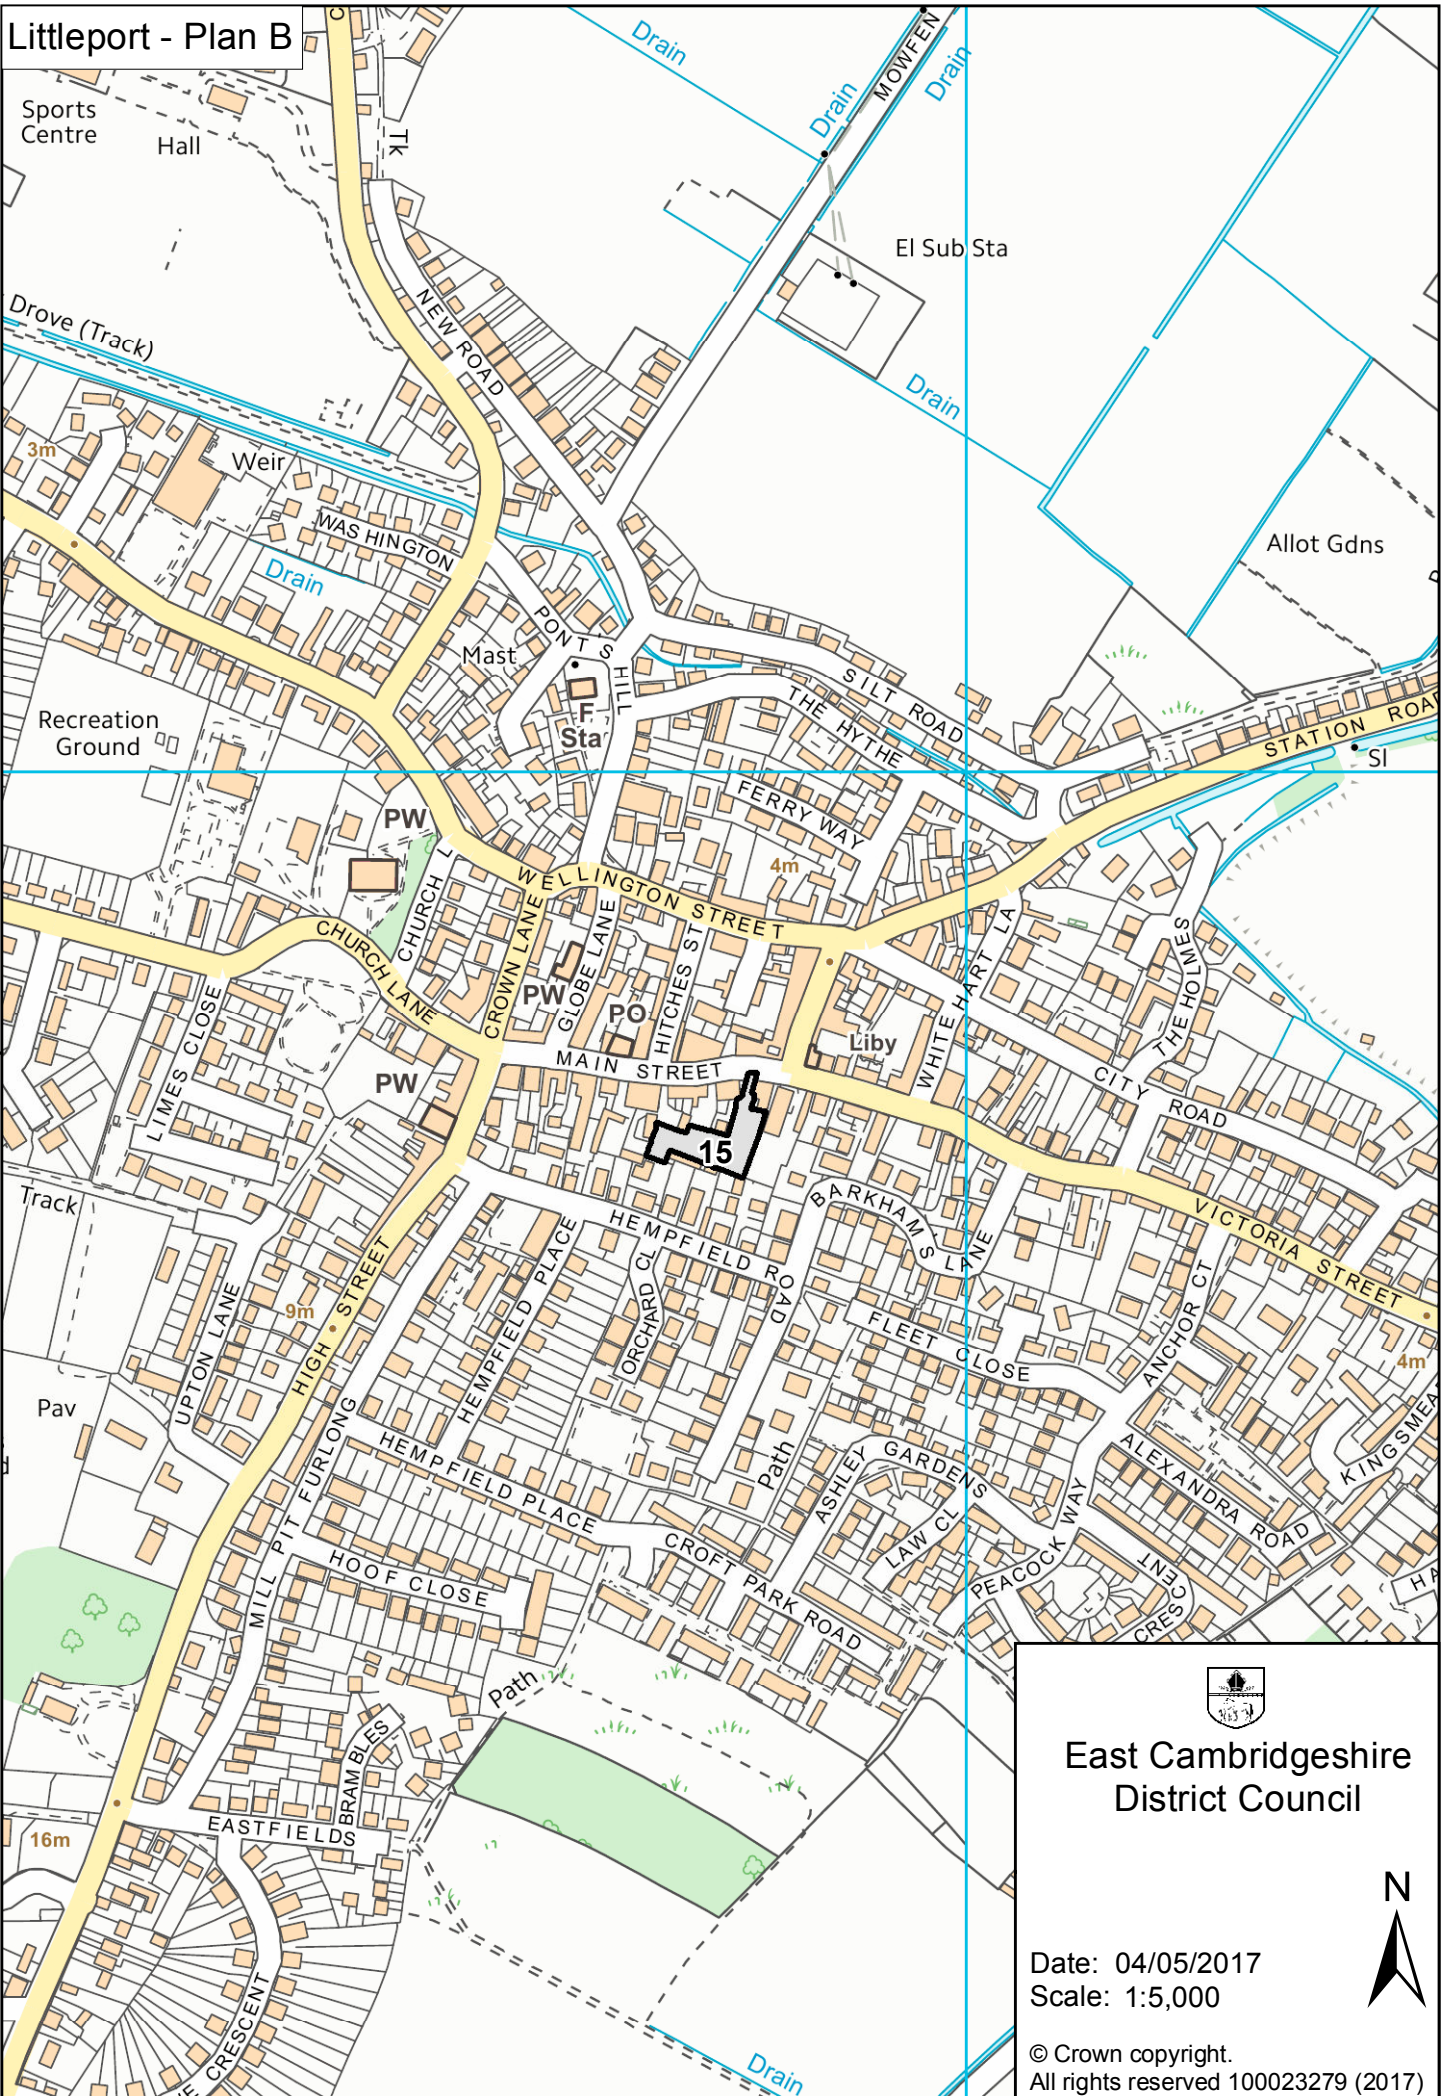 Littleport - Plan B
Sports
Centre
Hall
Tk
Drain
Drain
MOWFEN
Drain
El Sub Sta
Drove (Track)
NEW ROAD
Drain
3m
Weir
WASHINGTON
Drain
Allot Gdns
PONT'S HILL
Mast
F
Sta
SILT ROAD
THE HYTHE
STATION ROA
SI
Recreation
Ground
PW
FERRY WAY
4m
CHURCH L
WELLINGTON STREET
CHURCH LANE
CROWN LANE
GLOBE LANE
HITCHES ST
WHITE HART LA
THE HOLMES
PW
PO
Liby
LIMES CLOSE
MAIN STREET
CITY ROAD
PW
15
Track
BARKHAMS LANE
VICTORIA STREET
HEMPFIELD ROAD
HEMPFIELD PLACE
ORCHARD CL
UPTON LANE
9m
HIGH STREET
FLEET CLOSE
ANCHOR CT
4m
Pav
MILL PIT FURLONG
HEMPFIELD PLACE
Path
ASHLEY GARDENS
ALEXANDRA ROAD
KINGSMEA
LAW CL
PEACOCK WAY
HOOF CLOSE
CROFT PARK ROAD
CRESCENT
HA
Path
BRAMBLES
EASTFIELDS
16m
E CRESCENT
Drain
East Cambridgeshire
District Council
N
Date: 04/05/2017
Scale: 1:5,000
© Crown copyright.
All rights reserved 100023279 (2017)